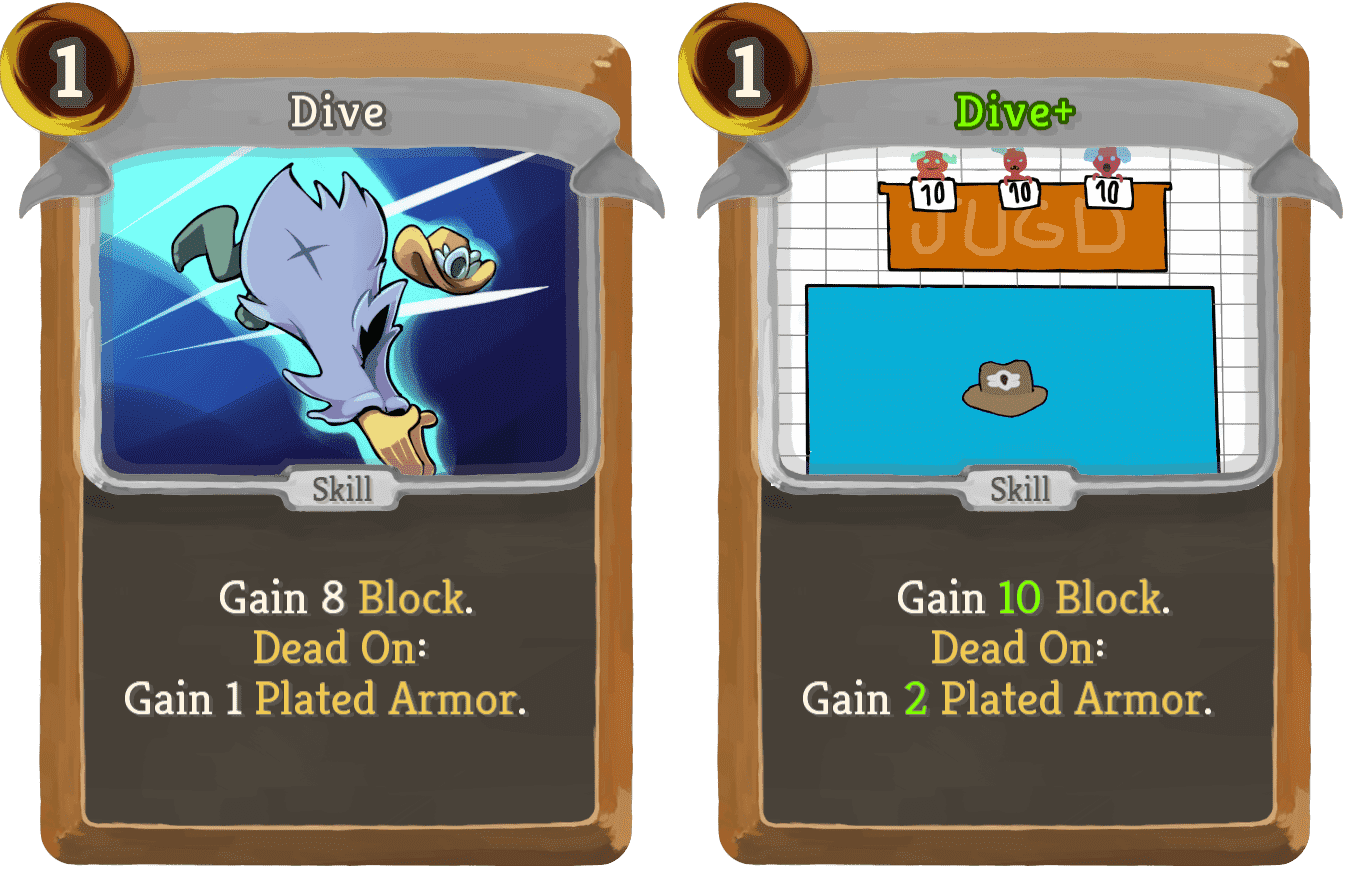 1
Dive
Skill
Gain 8 Block.
Dead On:
Gain 1 Plated Armor.
1
Dive+
10 10 10
JUGD
Skill
Gain 10 Block.
Dead On:
Gain 2 Plated Armor.